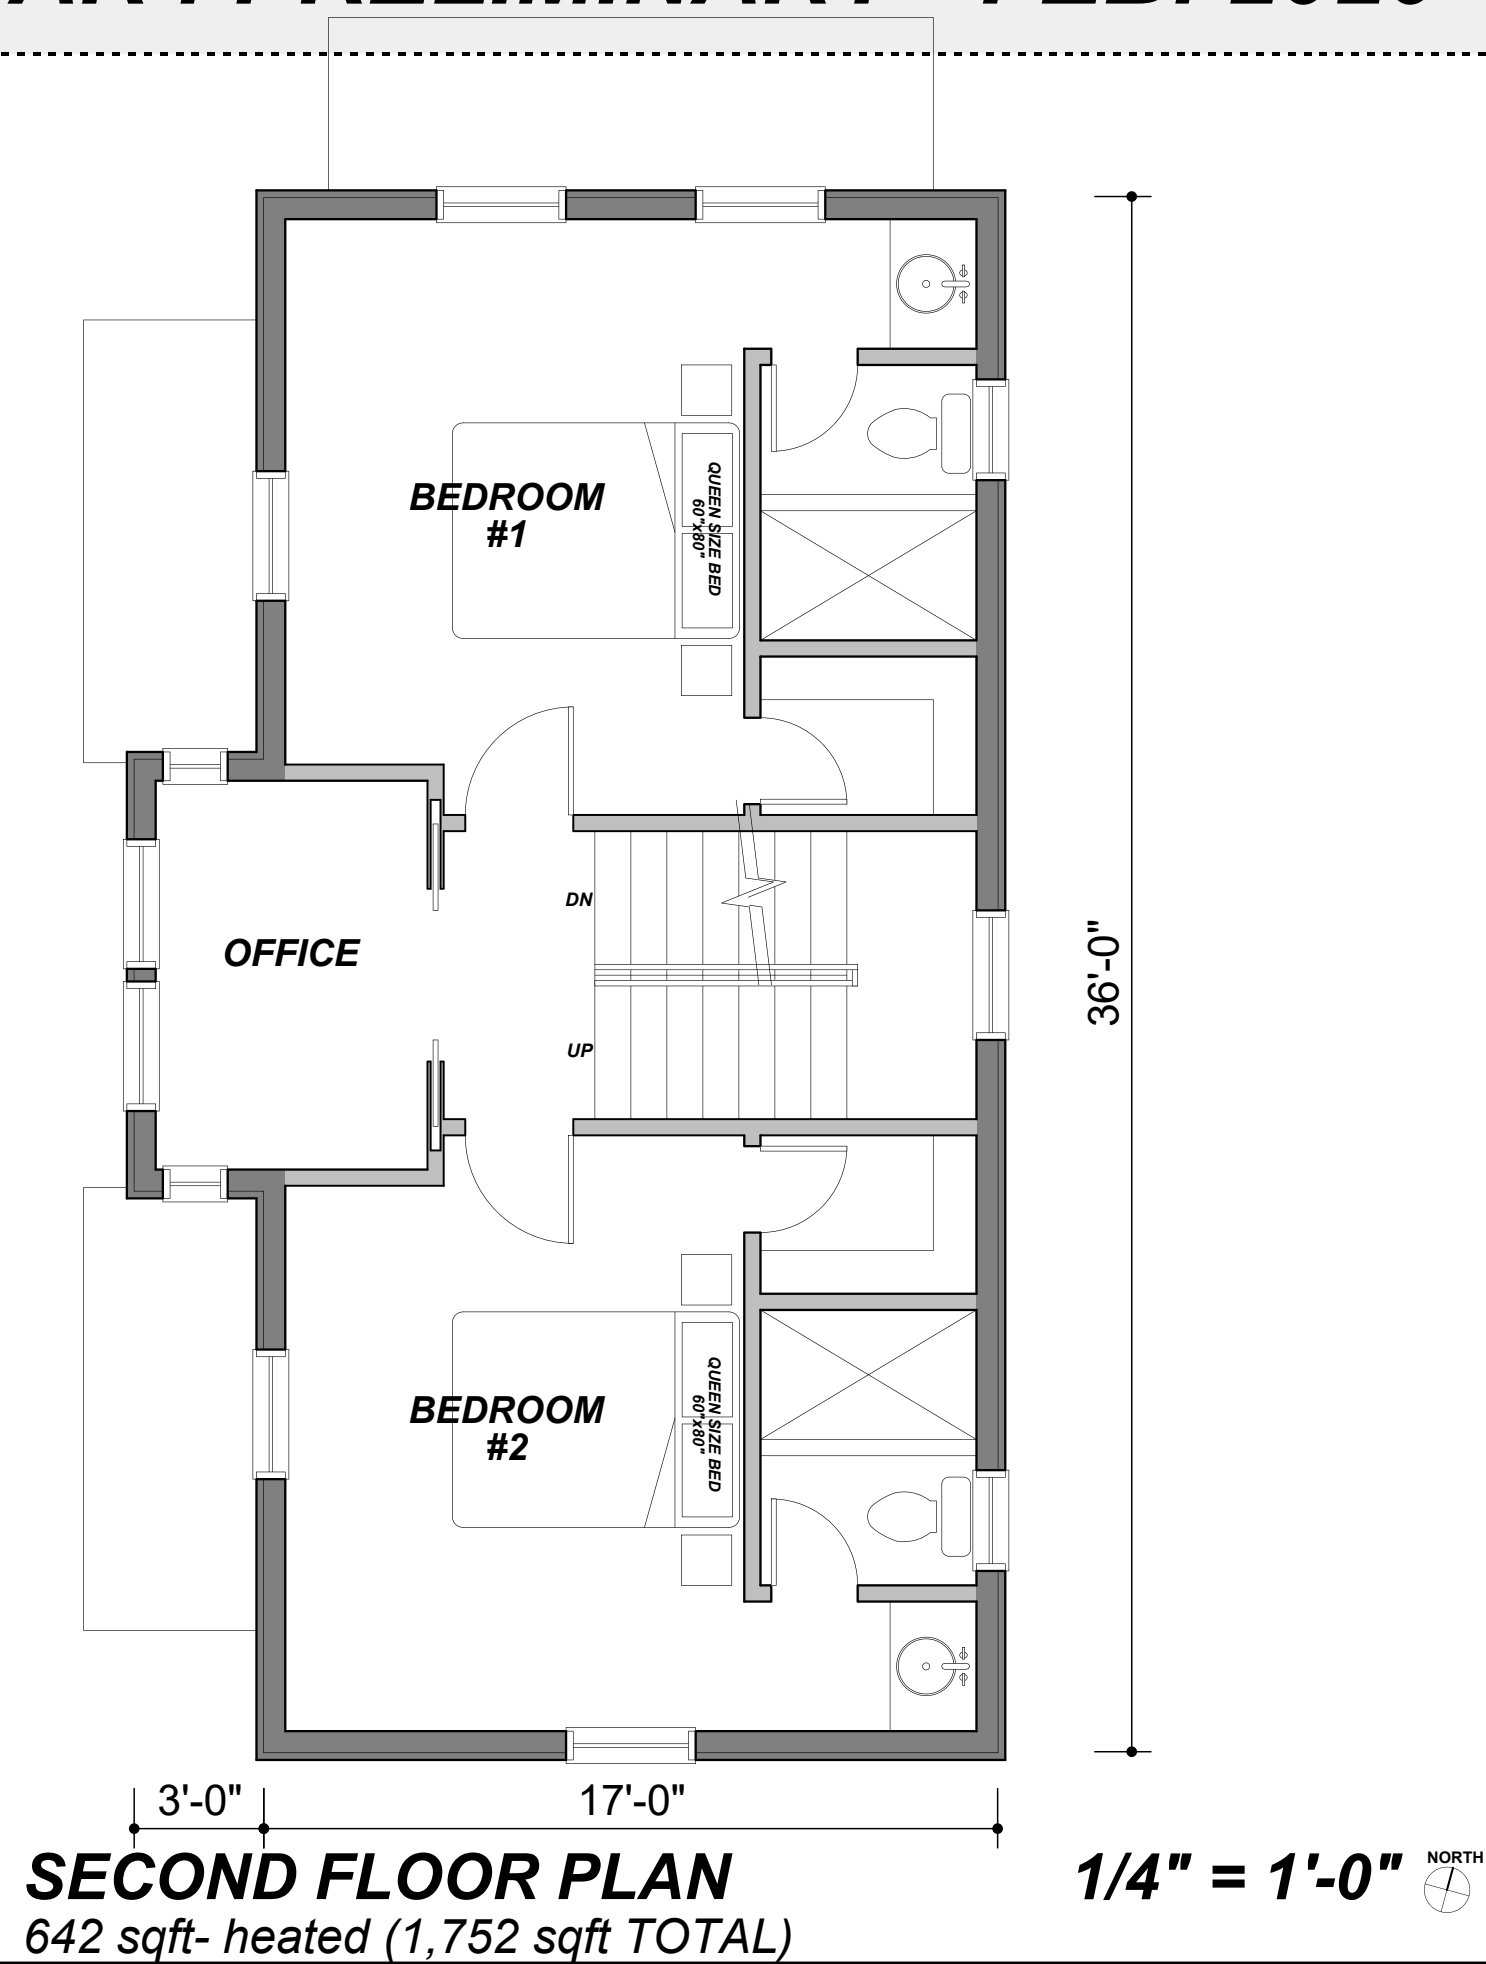 BEDROOM
#1
QUEEN SIZE BED
60"x80"
DN
OFFICE
UP
36'-0"
BEDROOM
#2
QUEEN SIZE BED
60"x80"
3'-0"
17'-0"
SECOND FLOOR PLAN
1/4" = 1'-0"
NORTH
642 sqft- heated (1,752 sqft TOTAL)